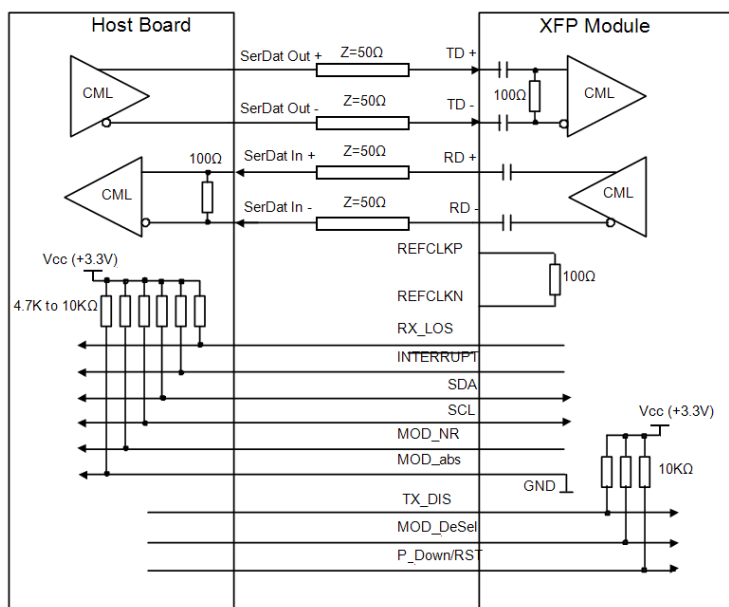 Host Board
XFP Module
SerDat Out +
Z=50Ω
TD +
CML
100Ω
CML
SerDat Out -
Z=50Ω
TD -
SerDat In +
Z=50Ω
RD +
100Ω
CML
CML
SerDat In -
Z=50Ω
RD -
REFCLKP
Vcc (+3.3V)
100Ω
4.7K to 10KΩ
REFCLKN
RX_LOS
INTERRUPT
SDA
SCL
Vcc (+3.3V)
MOD_NR
MOD_abs
10KΩ
GND
TX_DIS
MOD_DeSel
P_Down/RST